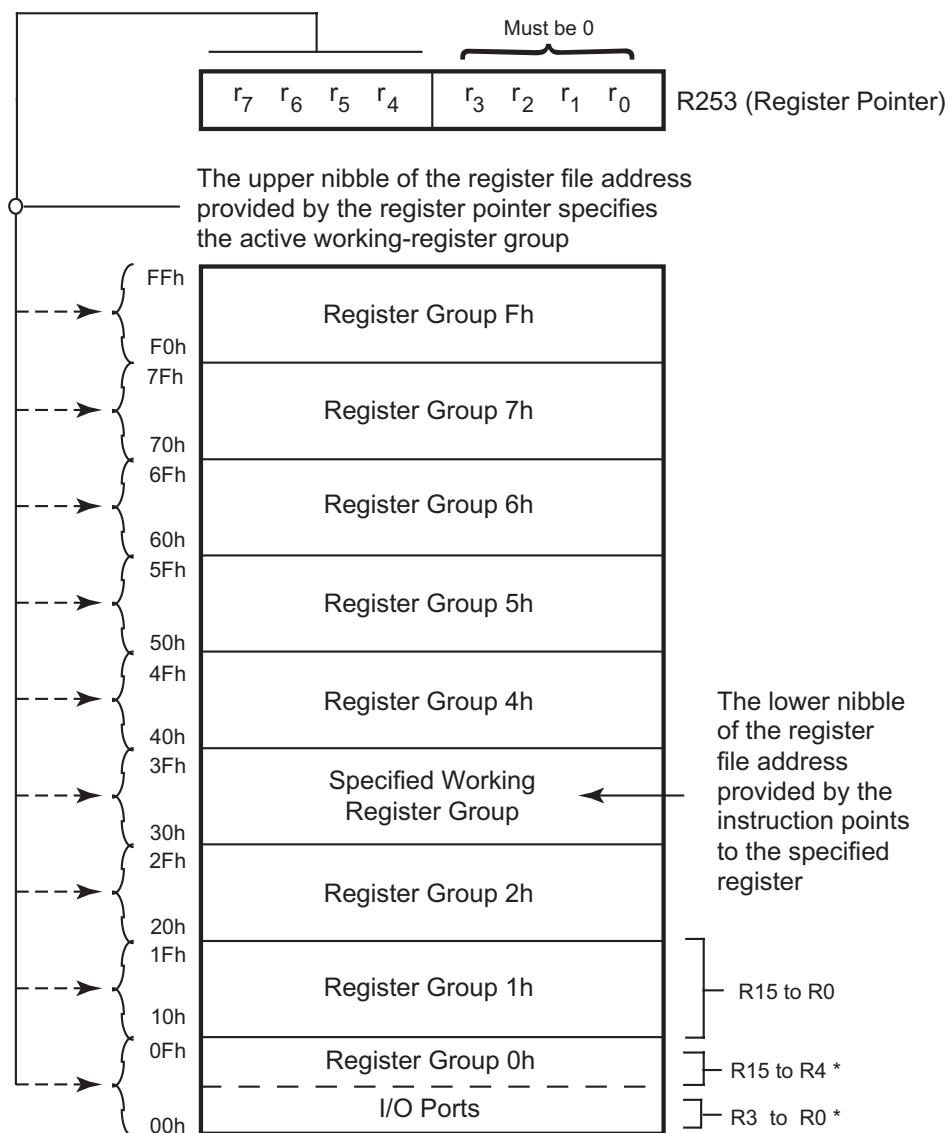 Must be 0
r7 r6 r5 r4 r3 r2 r1 r0
R253 (Register Pointer)
The upper nibble of the register file address
provided by the register pointer specifies
the active working-register group
FFh
Register Group Fh
F0h
7Fh
Register Group 7h
70h
6Fh
Register Group 6h
60h
5Fh
Register Group 5h
50h
4Fh
Register Group 4h
40h
3Fh
Specified Working
Register Group
30h
The lower nibble
of the register
file address
provided by the
instruction points
to the specified
register
2Fh
Register Group 2h
20h
1Fh
Register Group 1h
10h
R15 to R0
0Fh
Register Group 0h
R15 to R4 *
I/O Ports
00h
R3 to R0 *